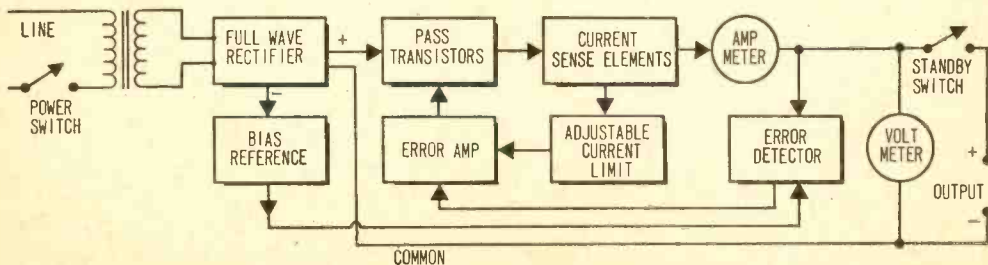 LINE
POWER
SWITCH
FULL WAVE
RECTIFIER
+
−
BIAS
REFERENCE
PASS
TRANSISTORS
ERROR AMP
CURRENT
SENSE ELEMENTS
ADJUSTABLE
CURRENT
LIMIT
AMP
METER
ERROR
DETECTOR
VOLT
METER
STANDBY
SWITCH
+
OUTPUT
−
COMMON